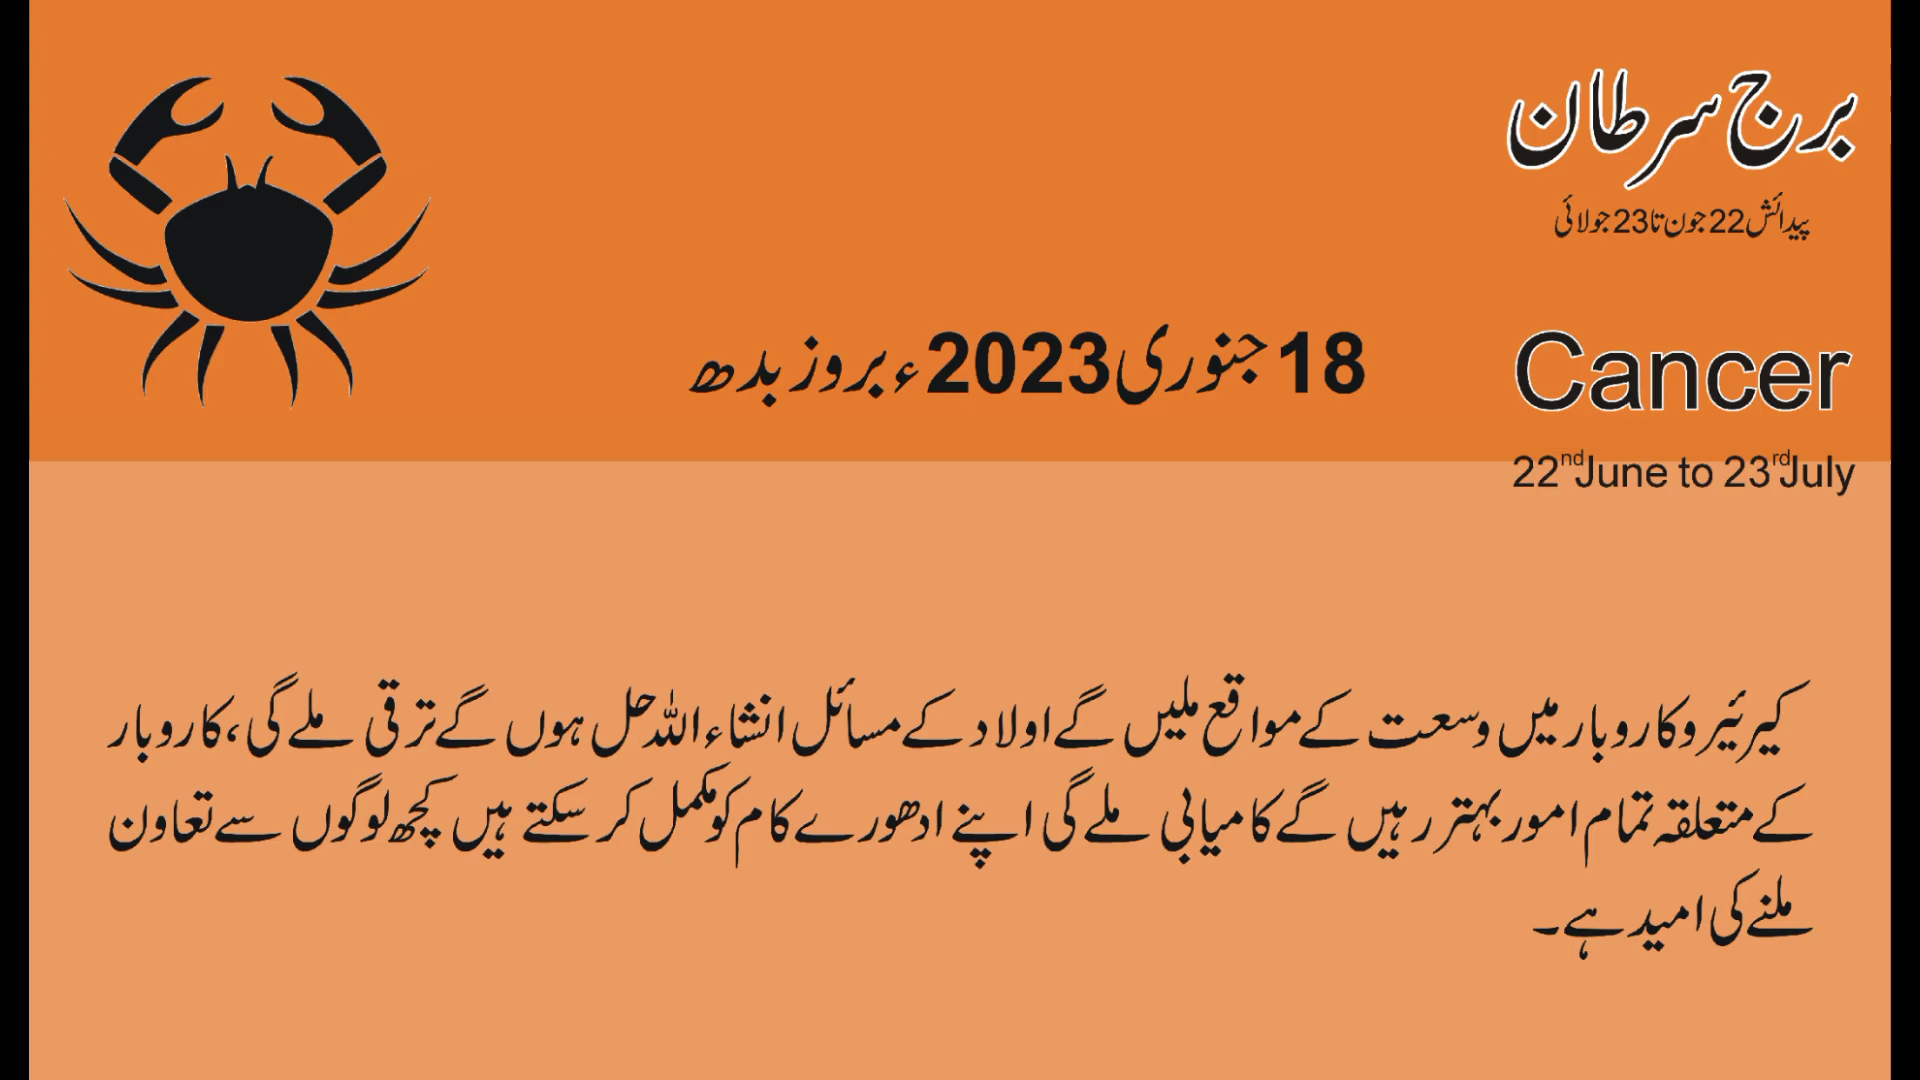 برج سرطان
پیدائش 22 جون تا 23 جولائی
18 جنوری 2023ء بروز بدھ
Cancer
22nd June to 23rd July
کیرئیر و کاروبار میں وسعت کے مواقع ملیں گے اولاد کے مسائل انشاء اللہ حل ہوں گے ترقی ملے گی، کاروبار
کے متعلقہ تمام امور بہتر رہیں گے کامیابی ملے گی اپنے ادھورے کام کو مکمل کر سکتے ہیں کچھ لوگوں سے تعاون
ملنے کی امید ہے۔